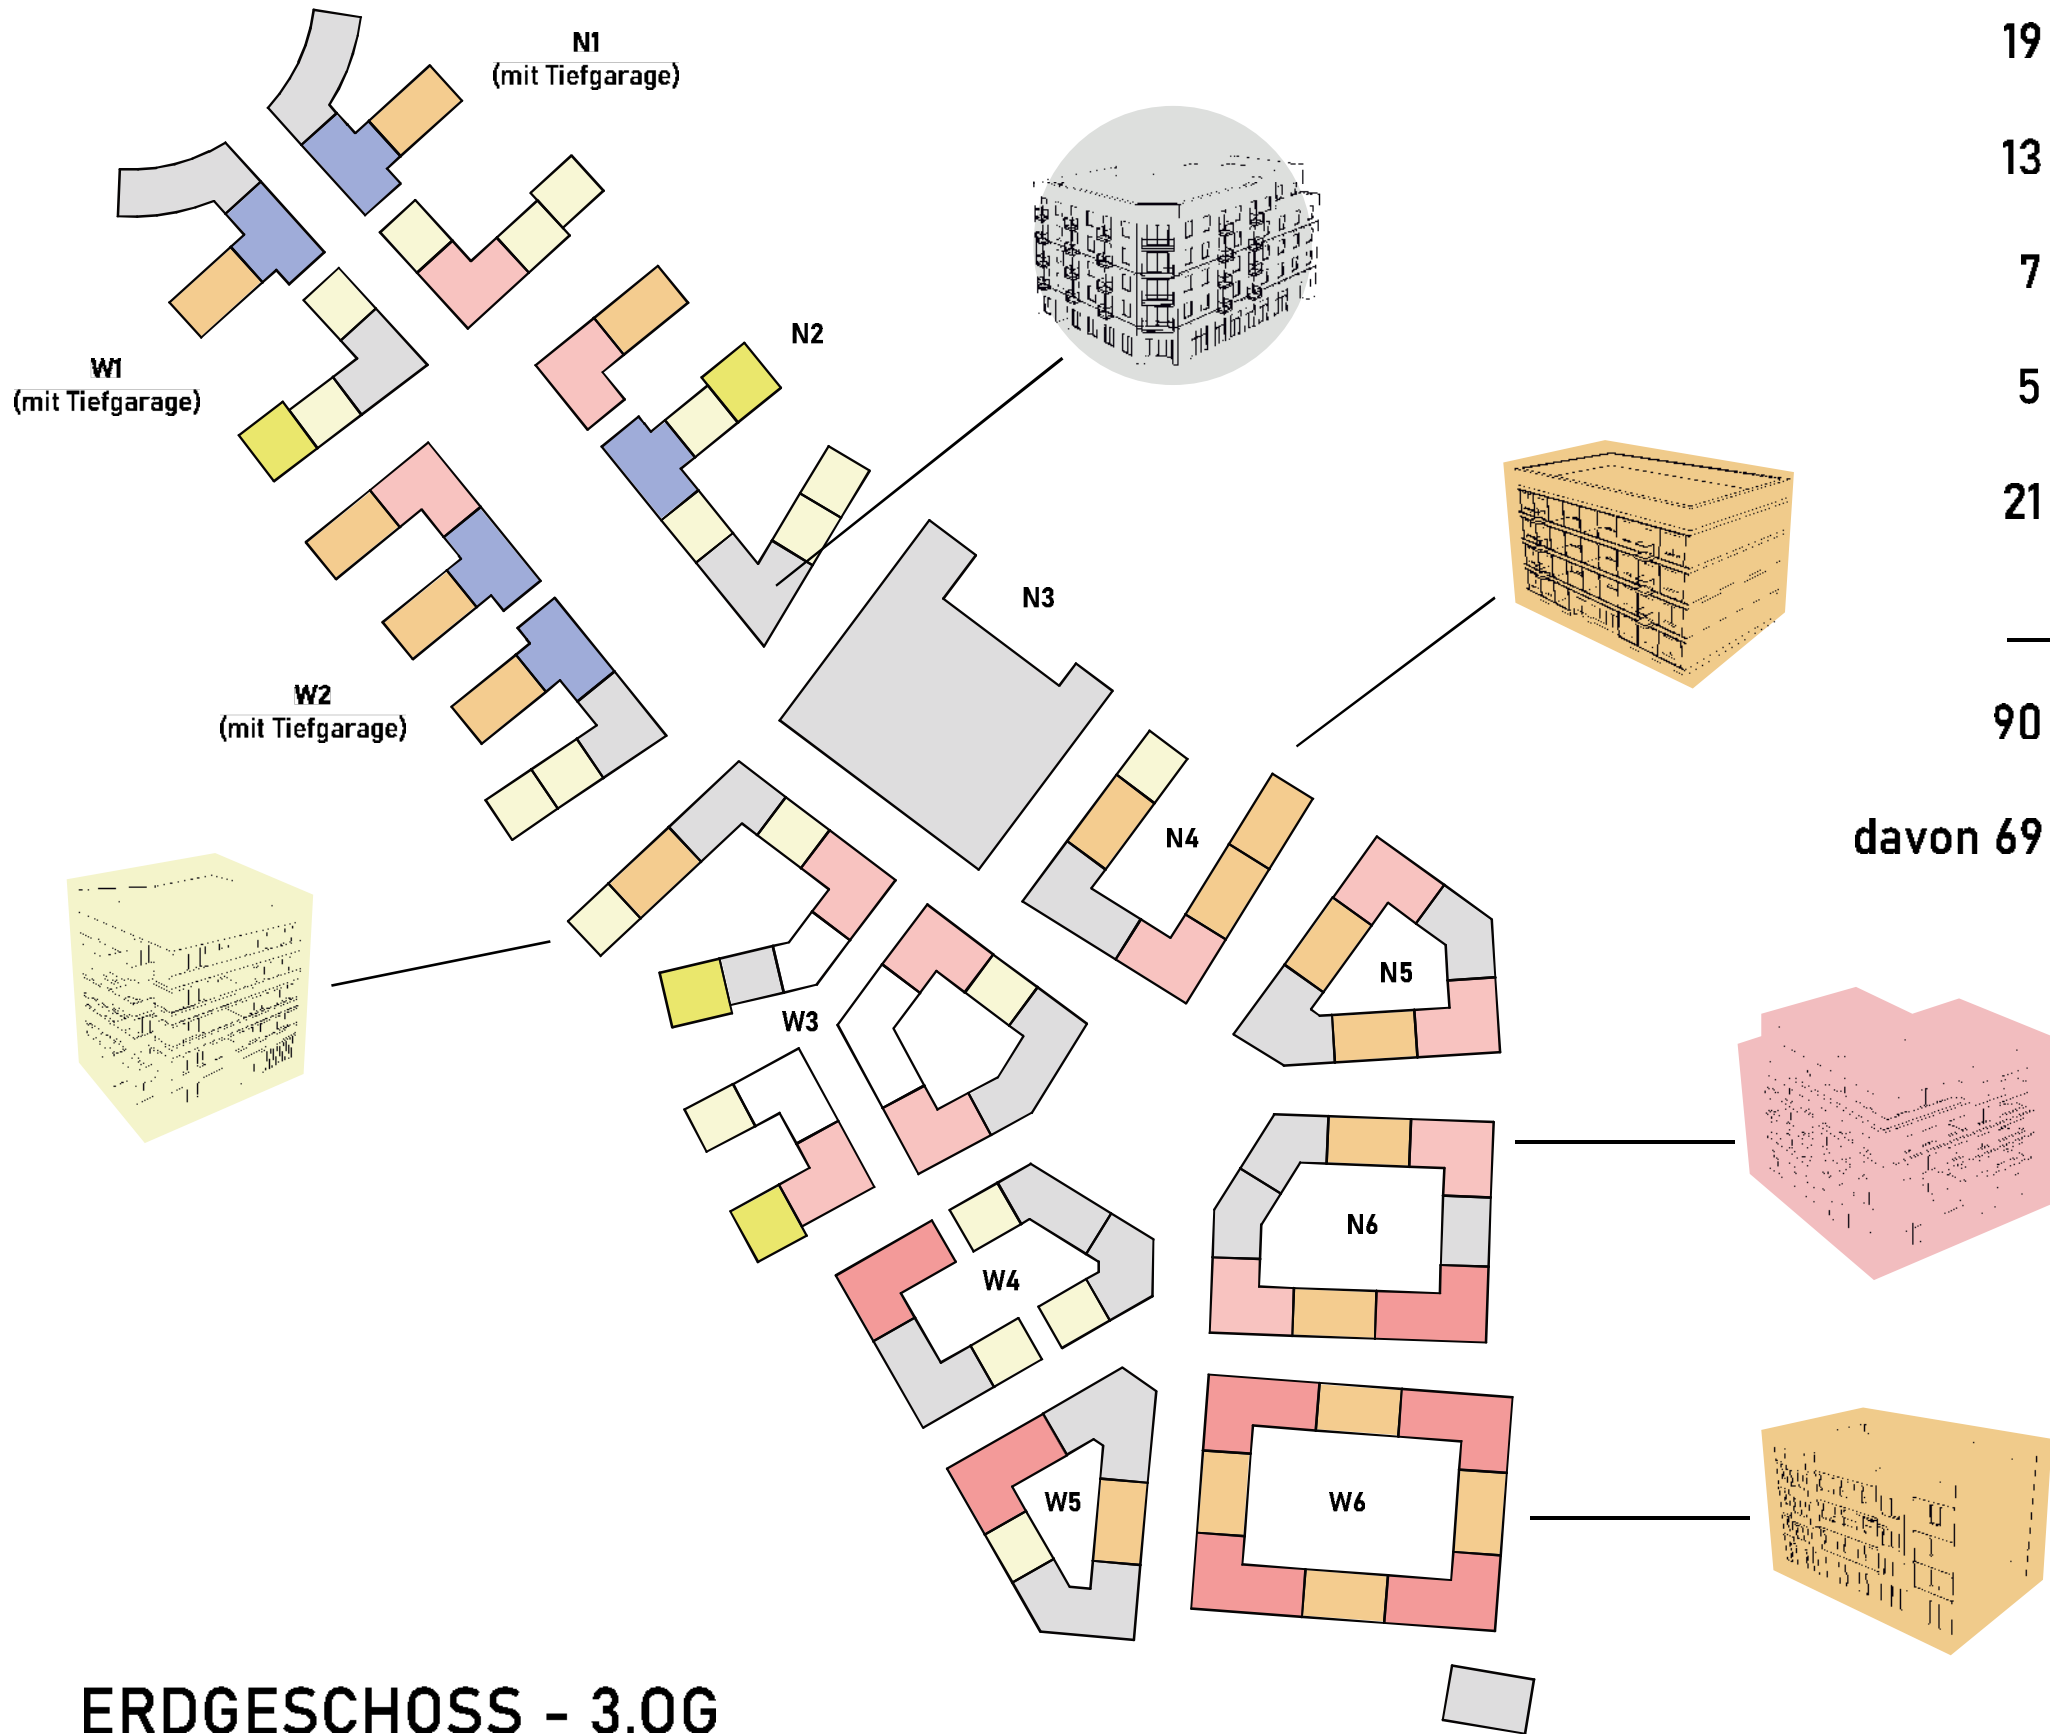 19
N1
(mit Tiefgarage)
13
7
N2
W1
(mit Tiefgarage)
5
21
N3
W2
(mit Tiefgarage)
90
N4
davon 69
N5
W3
N6
W4
W5
W6
ERDGESCHOSS - 3.OG